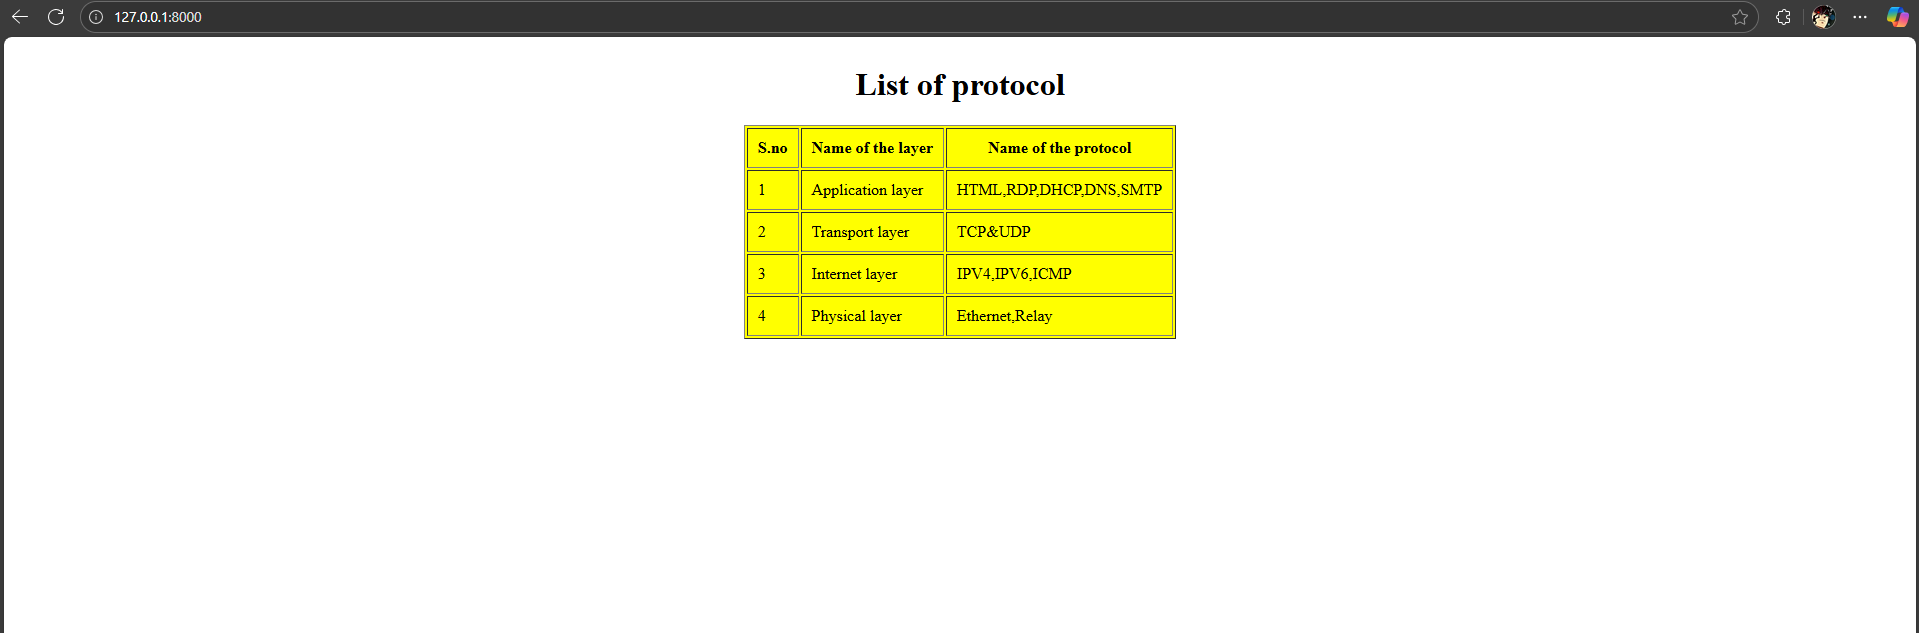 127.0.0.1:8000
List of protocol
S.no Name of the layer Name of the protocol
1 Application layer HTML,RDP,DHCP,DNS,SMTP
2 Transport layer TCP&UDP
3 Internet layer IPV4,IPV6,ICMP
4 Physical layer Ethernet,Relay